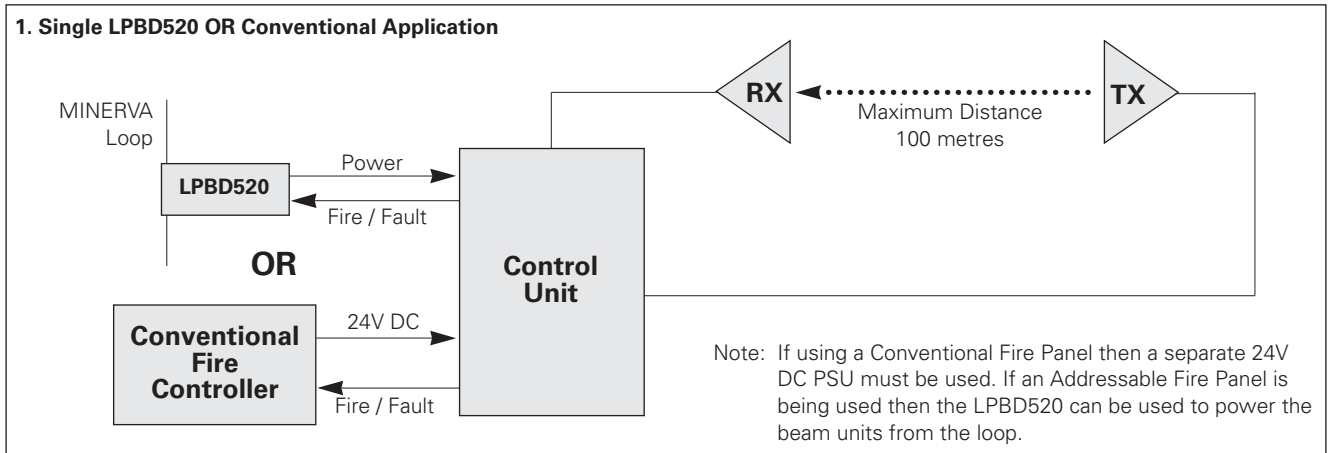 1. Single LPBD520 OR Conventional Application
MINERVA
Loop
LPBD520
Power
Fire / Fault
OR
Conventional
Fire
Controller
24V DC
Fire / Fault
Control
Unit
RX
Maximum Distance
100 metres
TX
Note: If using a Conventional Fire Panel then a separate 24V
DC PSU must be used. If an Addressable Fire Panel is
being used then the LPBD520 can be used to power the
beam units from the loop.